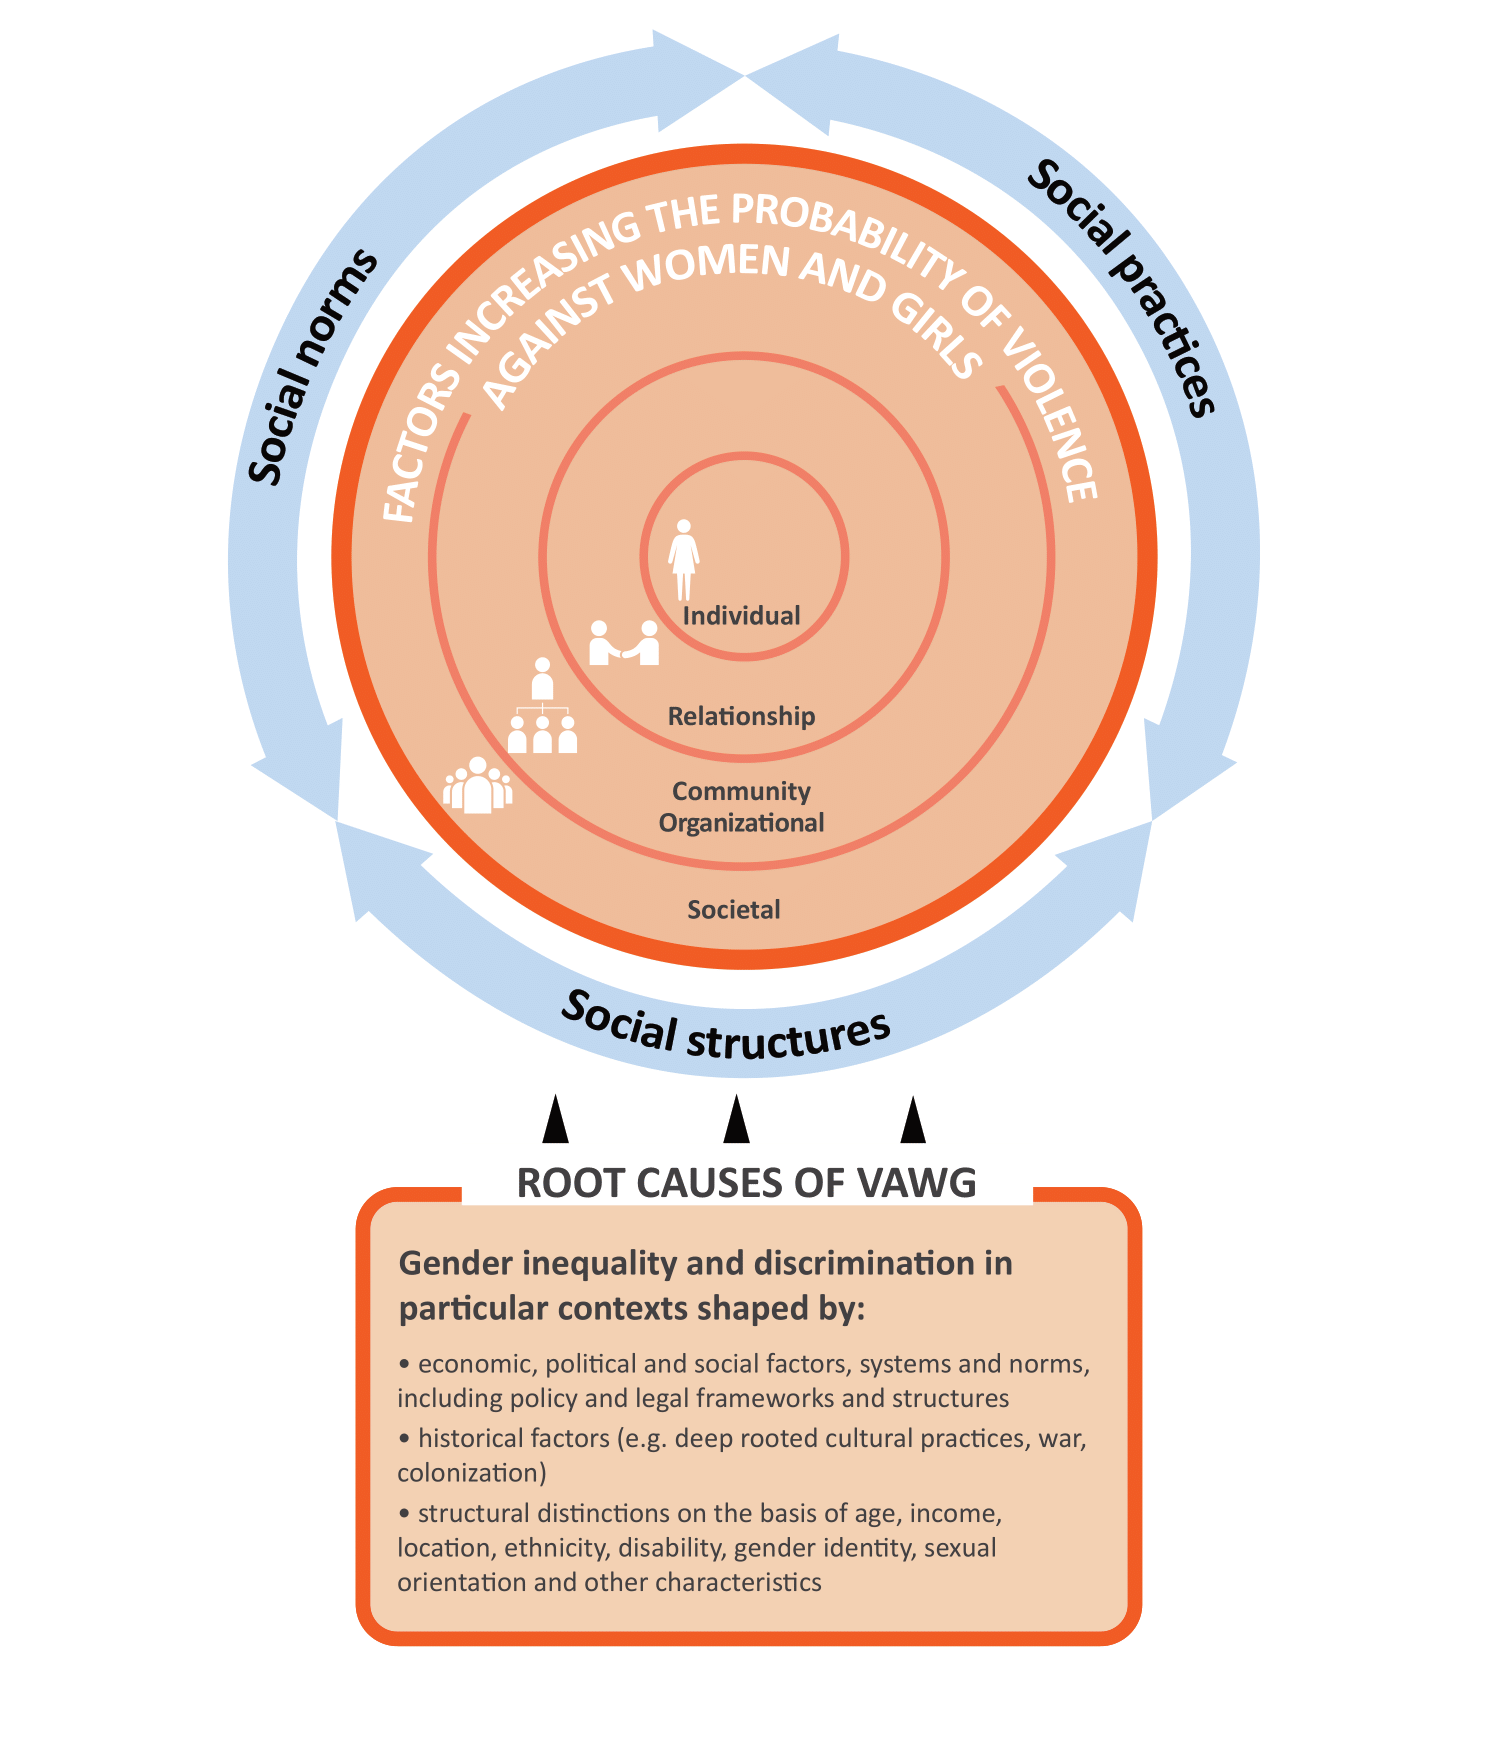 Social norms
Social practices
FACTORS INCREASING THE PROBABILITY OF VIOLENCE
AGAINST WOMEN AND GIRLS
Individual
Relationship
Community
Organizational
Societal
Social structures
ROOT CAUSES OF VAWG
Gender inequality and discrimination in
particular contexts shaped by:
• economic, political and social factors, systems and norms,
including policy and legal frameworks and structures
• historical factors (e.g. deep rooted cultural practices, war,
colonization)
• structural distinctions on the basis of age, income,
location, ethnicity, disability, gender identity, sexual
orientation and other characteristics